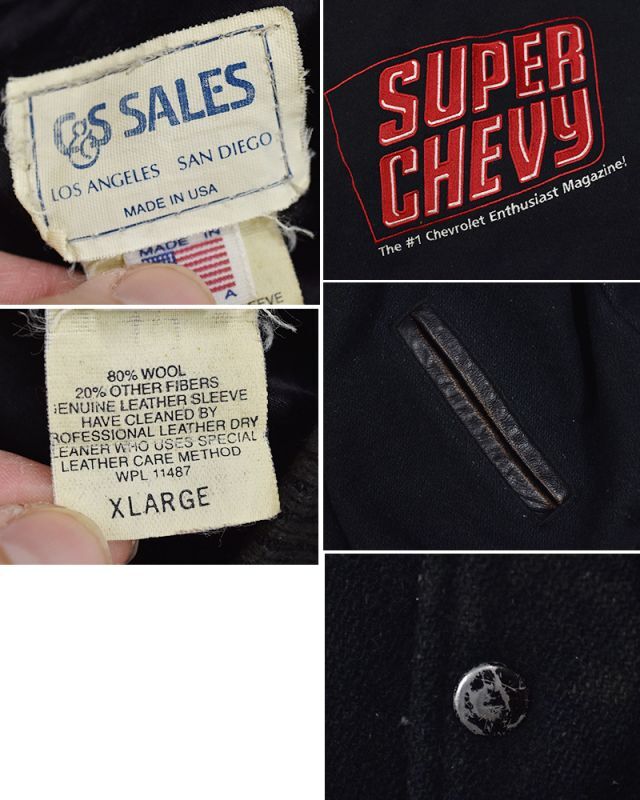 C&S SALES
LOS ANGELES SAN DIEGO
MADE IN USA
MADE IN
A
EEVE
80% WOOL
20% OTHER FIBERS
ENUINE LEATHER SLEEVE
HAVE CLEANED BY
ROFESSIONAL LEATHER DRY
LEANER WHO USES SPECIAL
LEATHER CARE METHOD
WPL 11487
XLARGE
SUPER
CHEVY
The #1 Chevrolet Enthusiast Magazine!